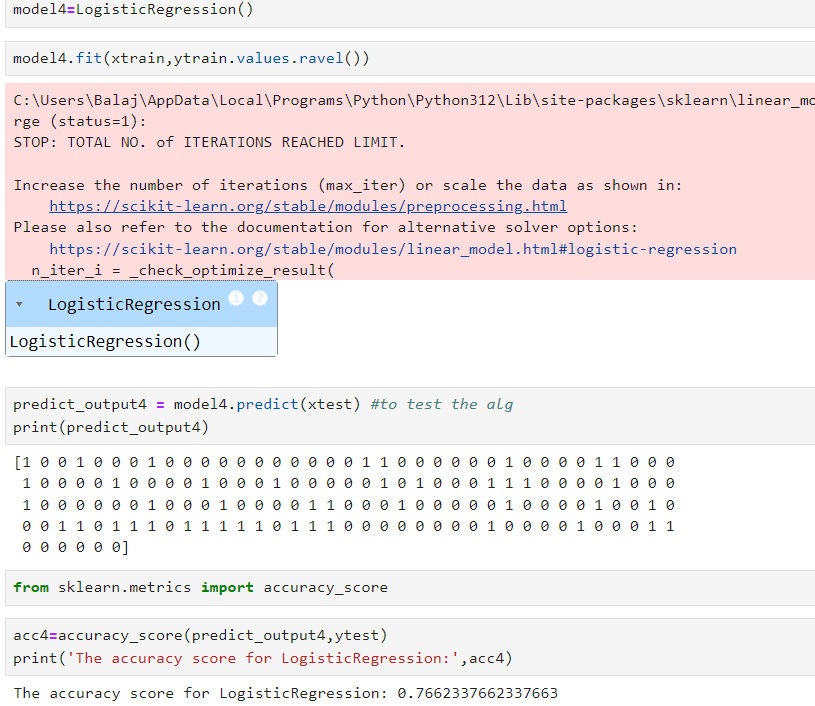 model4=LogisticRegression()
model4.fit(xtrain,ytrain.values.ravel())
C:\Users\Balaj\AppData\Local\Programs\Python\Python312\Lib\site-packages\sklearn\linear_mo
rge (status=1):
STOP: TOTAL NO. of ITERATIONS REACHED LIMIT.
Increase the number of iterations (max_iter) or scale the data as shown in:
https://scikit-learn.org/stable/modules/preprocessing.html
Please also refer to the documentation for alternative solver options:
https://scikit-learn.org/stable/modules/linear_model.html#logistic-regression
n_iter_i = _check_optimize_result(
LogisticRegression i ?
LogisticRegression()
predict_output4 = model4.predict(xtest) #to test the alg
print(predict_output4)
[1 0 0 1 0 0 0 1 0 0 0 0 0 0 0 0 0 0 0 1 1 0 0 0 0 0 0 1 0 0 0 0 1 1 0 0 0
1 0 0 0 0 1 0 0 0 0 1 0 0 0 1 0 0 0 0 0 1 0 1 0 0 0 1 1 1 0 0 0 0 1 0 0 0
1 0 0 0 0 0 0 1 0 0 0 1 0 0 0 0 1 1 0 0 0 1 0 0 0 0 0 1 0 0 0 0 1 0 0 1 0
0 0 1 1 0 1 1 1 0 1 1 1 1 1 0 1 1 1 0 0 0 0 0 0 0 0 1 0 0 0 0 1 0 0 0 1 1
0 0 0 0 0 0]
from sklearn.metrics import accuracy_score
acc4=accuracy_score(predict_output4,ytest)
print('The accuracy score for LogisticRegression:',acc4)
The accuracy score for LogisticRegression: 0.7662337662337663